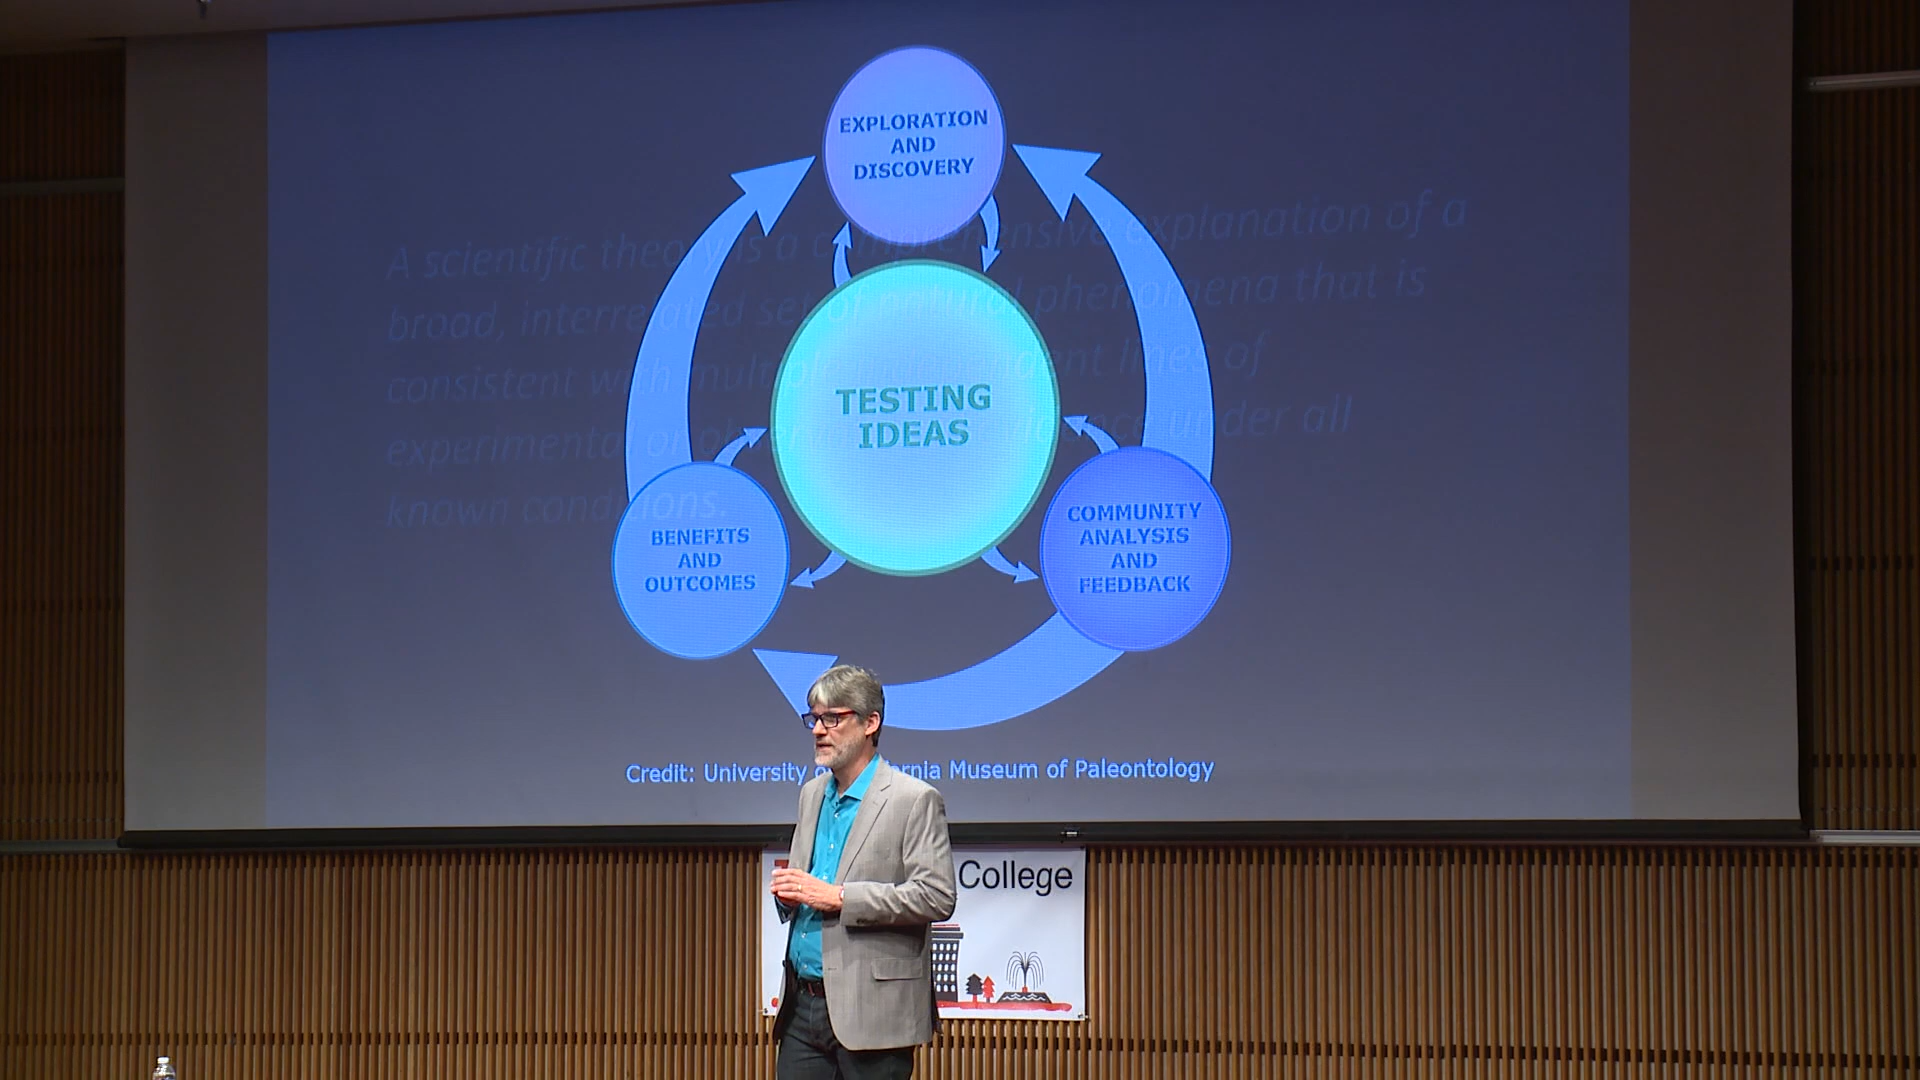 EXPLORATION
AND
DISCOVERY
A scientific theory is a comprehensive explanation of a
broad, interrelated set of natural phenomena that is
consistent with multiple independent lines of
experimental or under all
known conditions.
TESTING
IDEAS
BENEFITS
AND
OUTCOMES
COMMUNITY
ANALYSIS
AND
FEEDBACK
Credit: University of California Museum of Paleontology
College